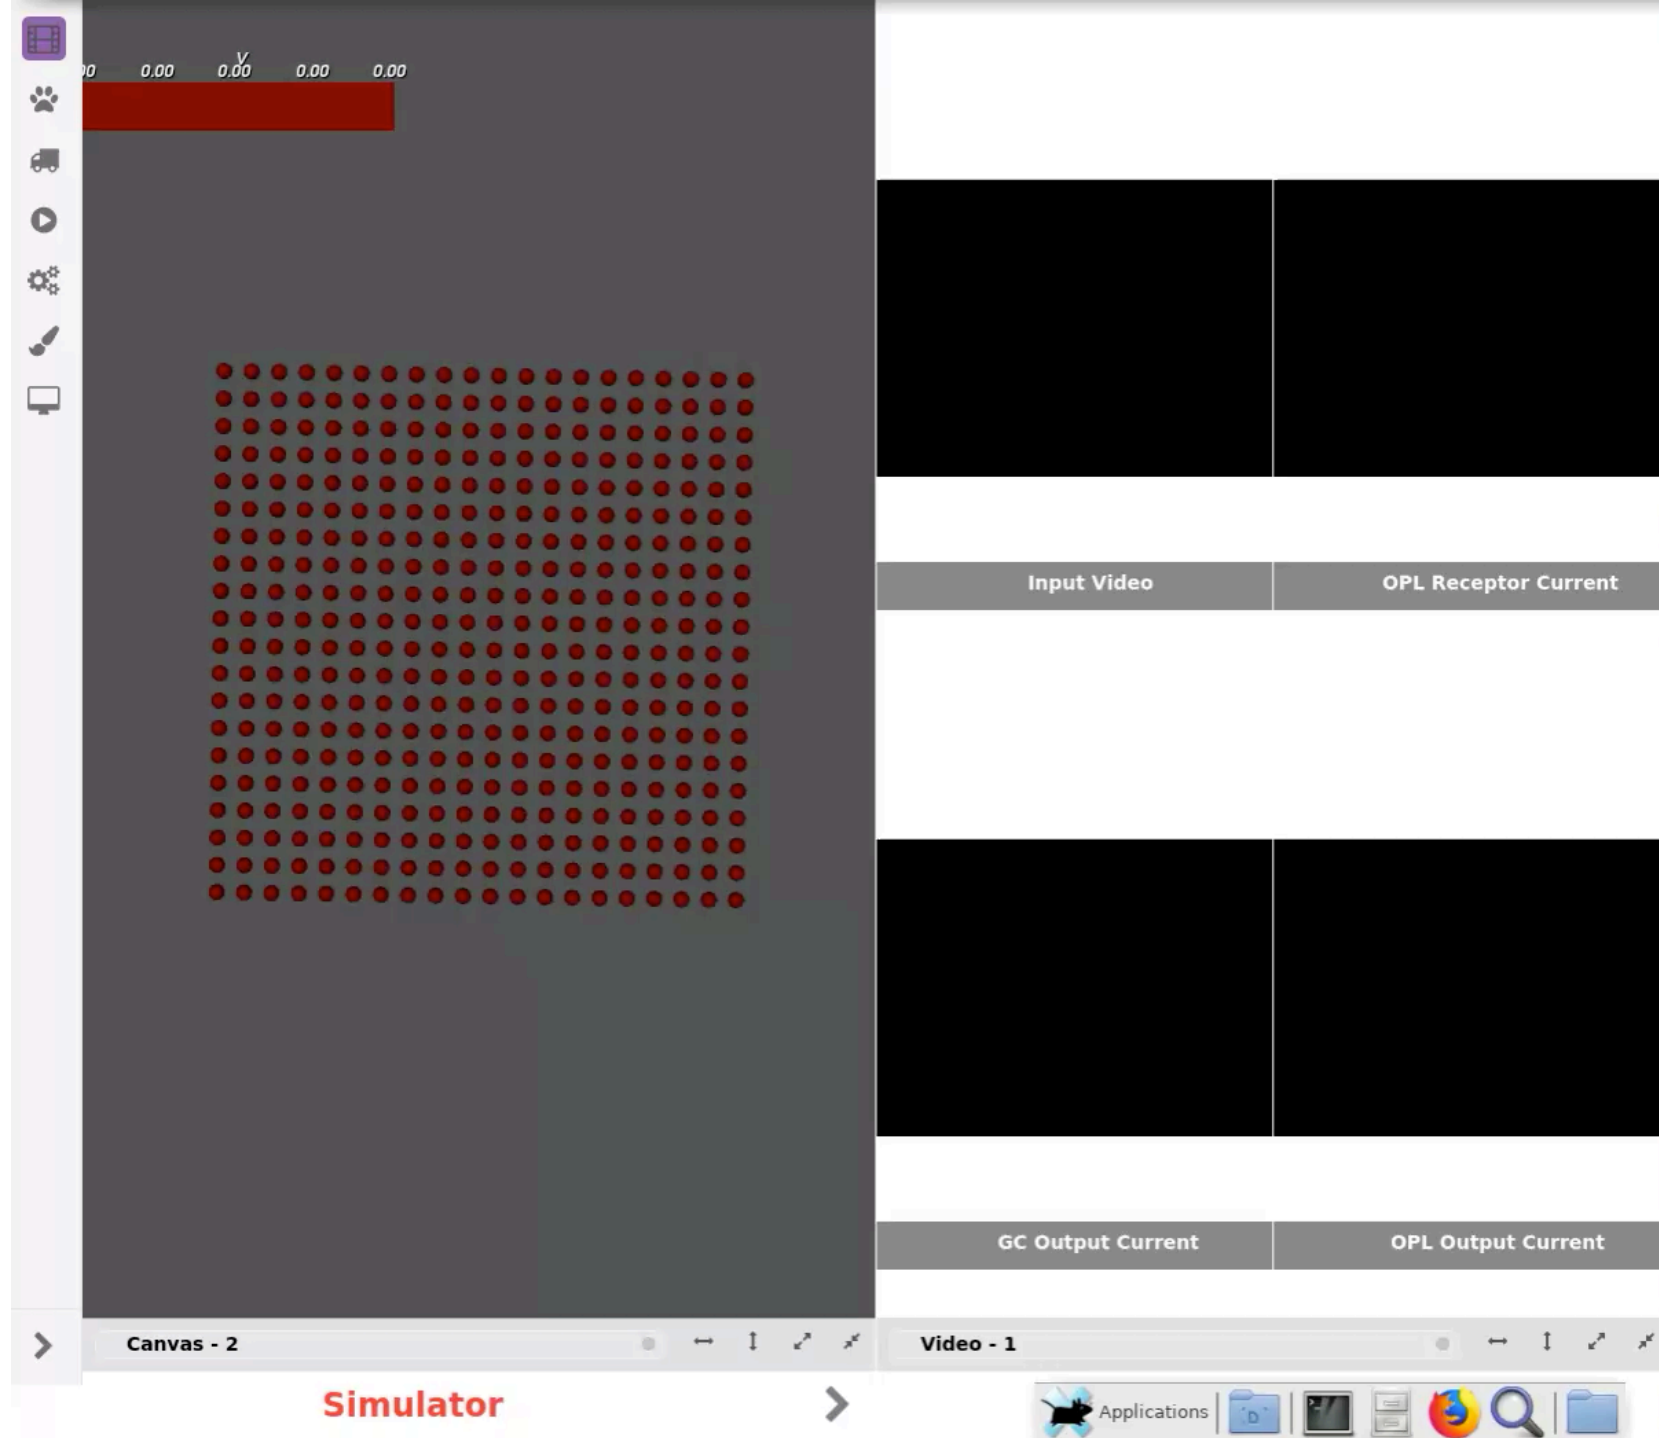 V
00 0.00 0.00 0.00 0.00
Input Video
OPL Receptor Current
GC Output Current
OPL Output Current
Canvas - 2
Video - 1
Simulator
Applications